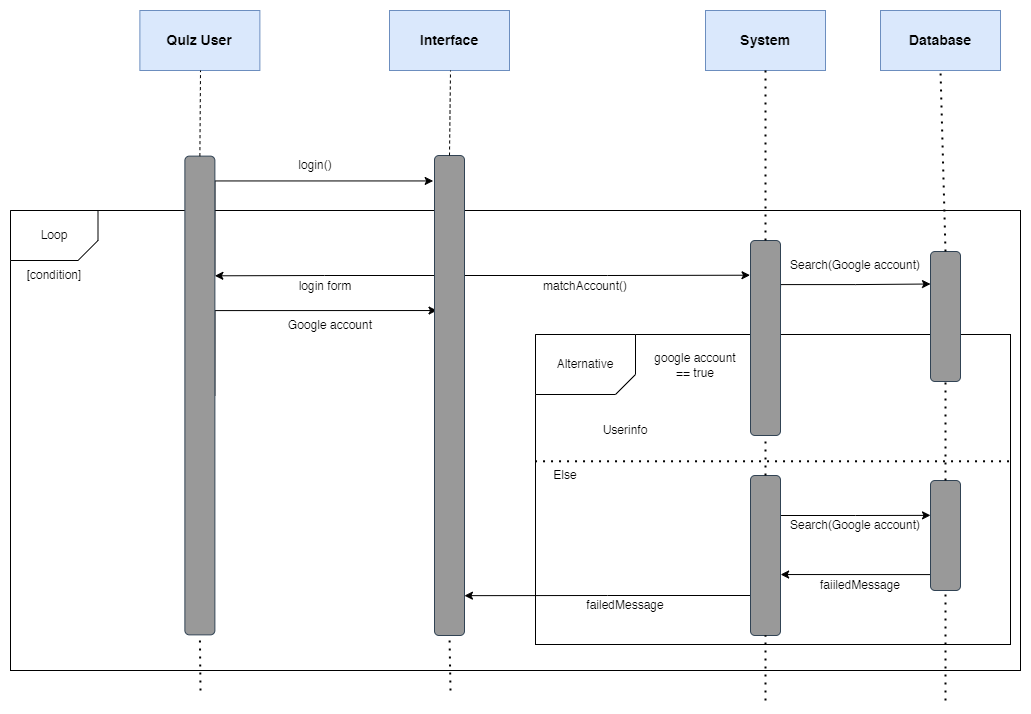 Quiz User
Interface
System
Database
login()
Loop
[condition]
Search(Google account)
login form
matchAccount()
Google account
Alternative
google account
== true
Userinfo
Else
Search(Google account)
faiiledMessage
failedMessage